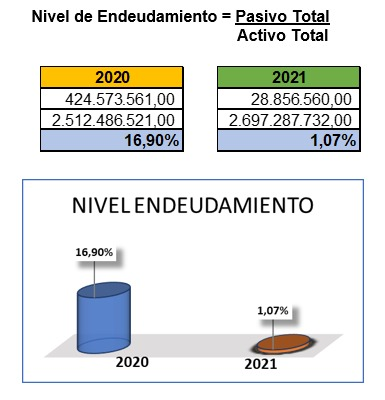 Nivel de Endeudamiento = Pasivo Total
Activo Total
2020 2021
424.573.561,00 28.856.560,00
2.512.486.521,00 2.697.287.732,00
16,90% 1,07%
NIVEL ENDEUDAMIENTO
16,90%
1,07%
2020 2021